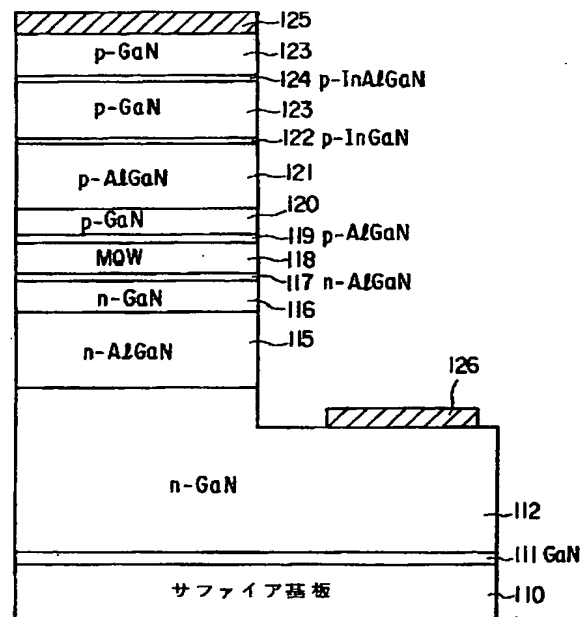 125
p-GaN 123
124 p-InAlGaN
p-GaN 123
122 p-InGaN
p-AlGaN 121
120
p-GaN
119 p-AlGaN
MQW 118
117 n-AlGaN
n-GaN 116
n-AlGaN 115
126
n-GaN
112
111 GaN
サファイア基板 110